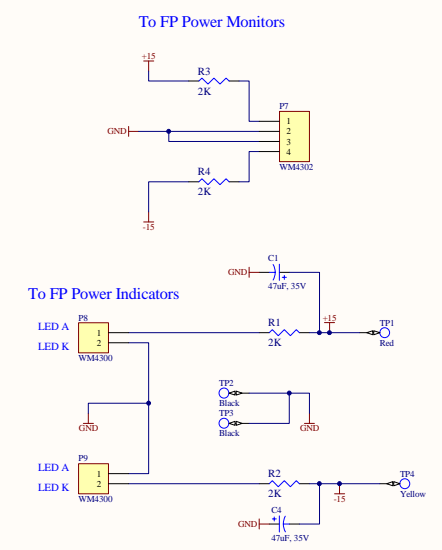 To FP Power Monitors
+15
R3
2K
P7
1
GND
2
3
4
R4
2K
WM4302
-15
C1
GND
+
47uF, 35V
To FP Power Indicators
P8
R1
+15
TP1
LED A
1
LED K
2
2K
Red
WM4300
TP2
Black
TP3
GND
Black
GND
P9
LED A
1
R2
TP4
LED K
2
2K
Yellow
WM4300
-15
C4
+
GND
47uF, 35V